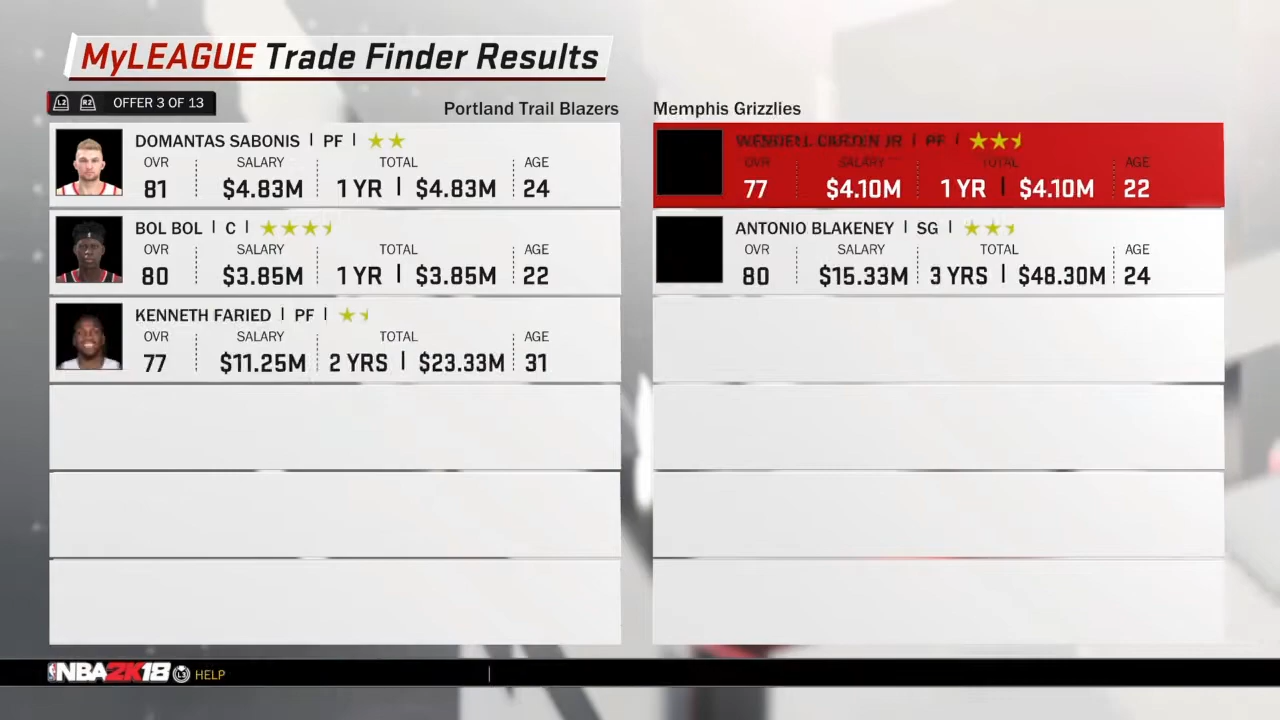 MyLEAGUE Trade Finder Results
L2 R2 OFFER 3 OF 13
Portland Trail Blazers
DOMANTAS SABONIS | PF |
OVR SALARY TOTAL AGE
81 $4.83M 1 YR | $4.83M 24
BOL BOL | C |
OVR SALARY TOTAL AGE
80 $3.85M 1 YR | $3.85M 22
KENNETH FARIED | PF |
OVR SALARY TOTAL AGE
77 $11.25M 2 YRS | $23.33M 31
Memphis Grizzlies
WENDELL CARTER JR | PF |
OVR SALARY TOTAL AGE
77 $4.10M 1 YR | $4.10M 22
ANTONIO BLAKENEY | SG |
OVR SALARY TOTAL AGE
80 $15.33M 3 YRS | $48.30M 24
NBA 2K18 HELP